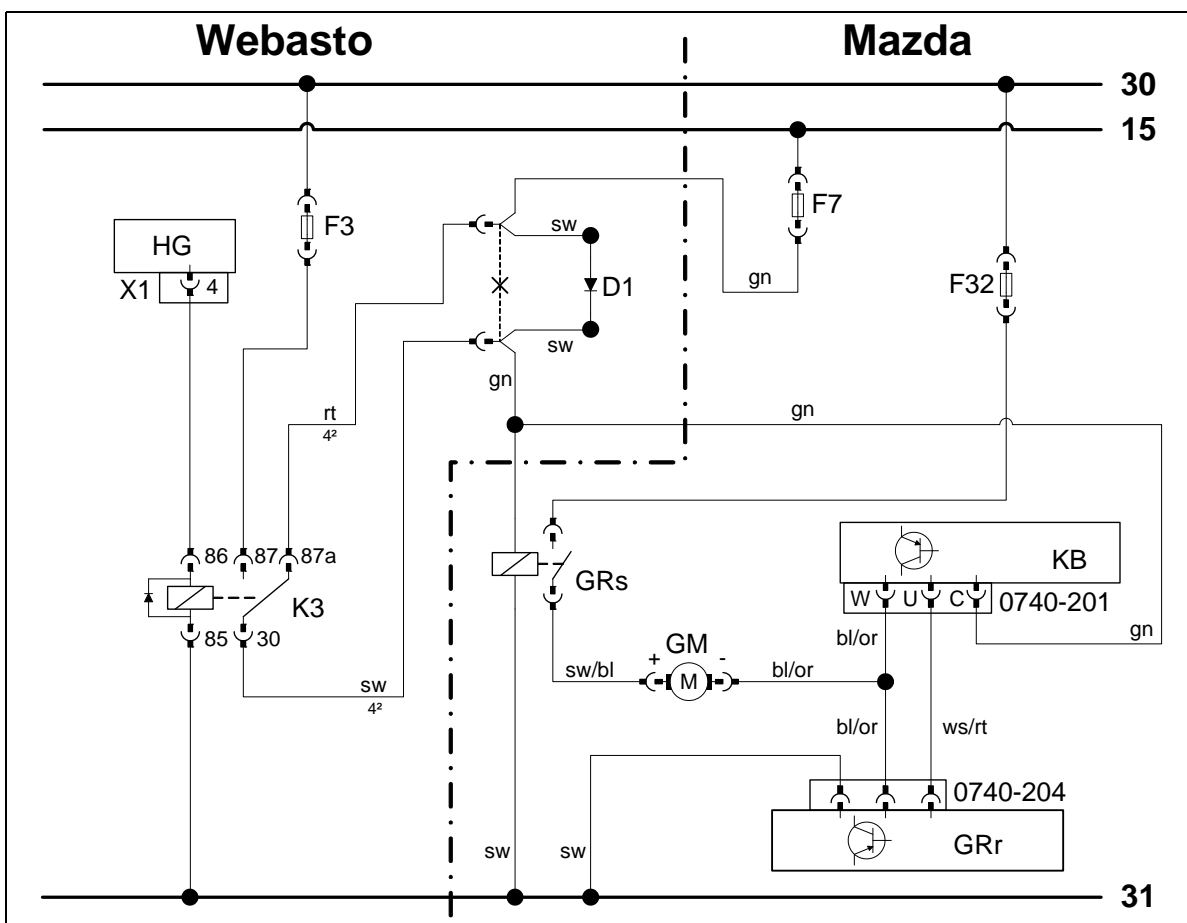 Webasto
Mazda
30
15
F3
F7
F32
HG
X1
4
sw
D1
sw
gn
gn
gn
rt
4²
86
87
87a
K3
85
30
sw
4²
GRs
KB
W
U
C
0740-201
gn
bl/or
GM
+
-
M
sw/bl
bl/or
bl/or
ws/rt
0740-204
GRr
sw
sw
31